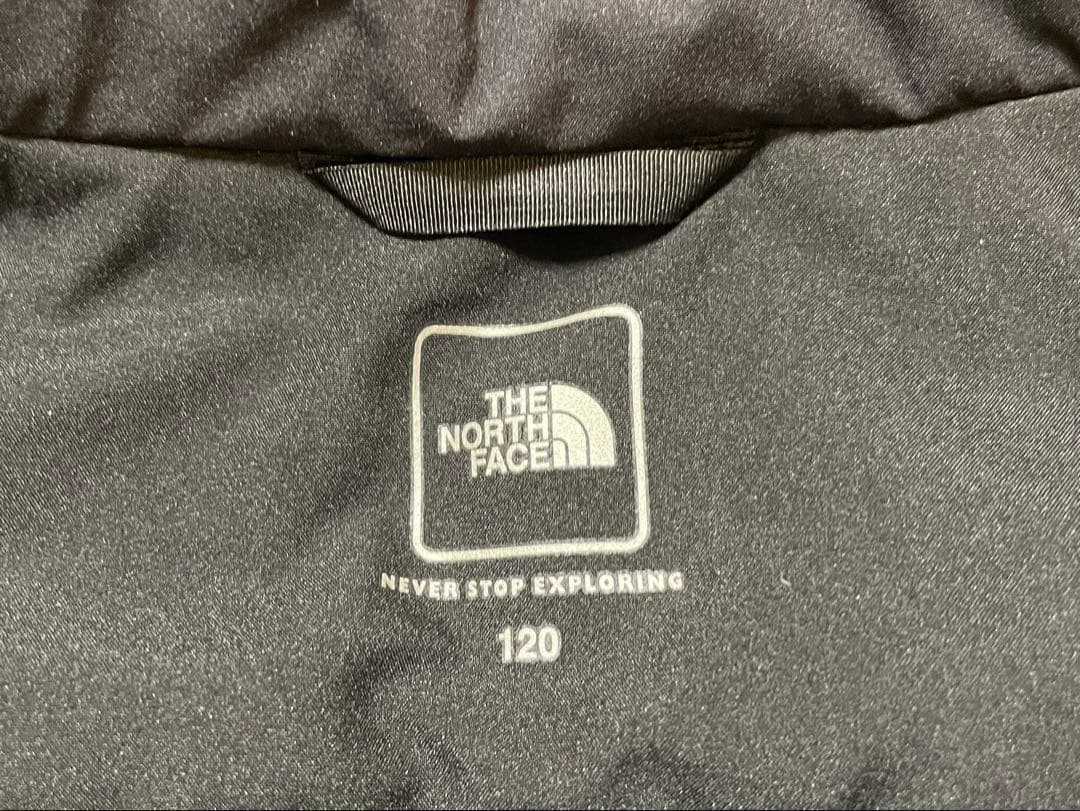 THE
NORTH
FACE
NEVER STOP EXPLORING
120